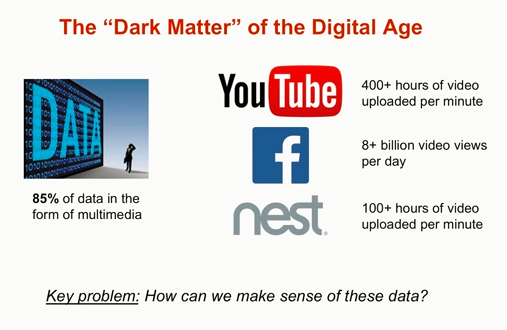 The “Dark Matter” of the Digital Age
DATA
85% of data in the
form of multimedia
YouTube
400+ hours of video
uploaded per minute
f
8+ billion video views
per day
nest
100+ hours of video
uploaded per minute
Key problem: How can we make sense of these data?